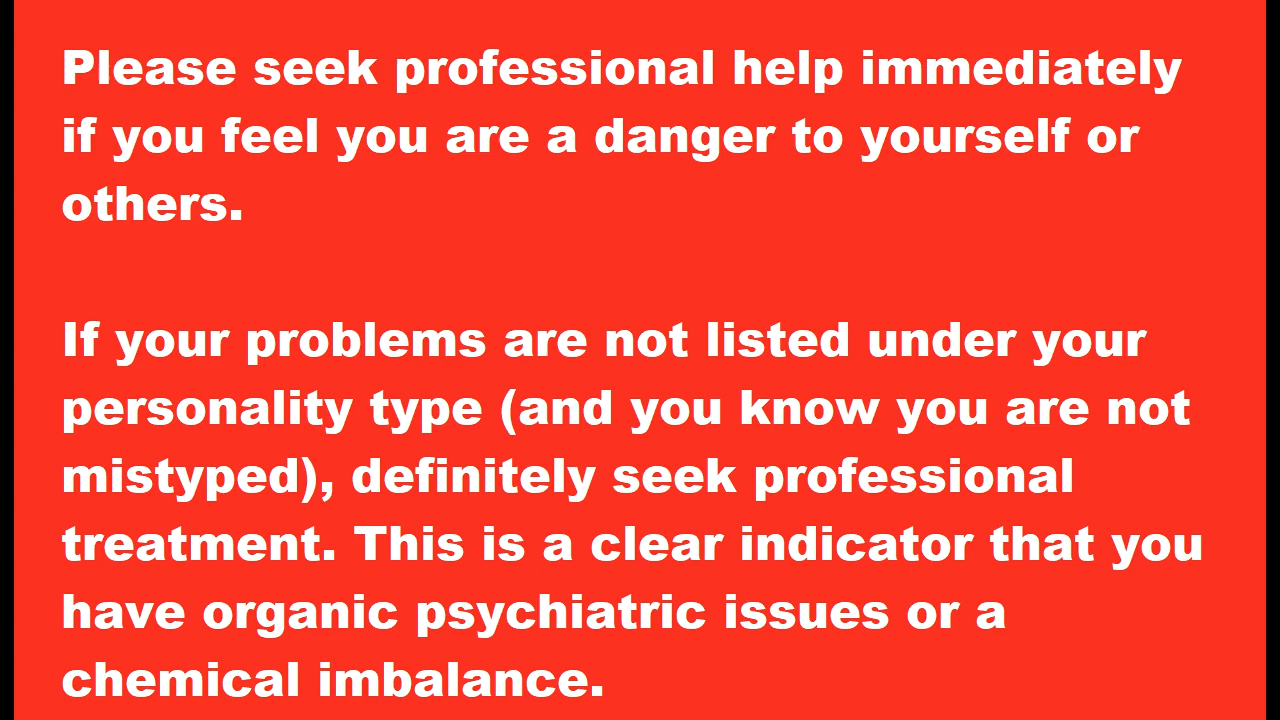 Please seek professional help immediately
if you feel you are a danger to yourself or
others.
If your problems are not listed under your
personality type (and you know you are not
mistyped), definitely seek professional
treatment. This is a clear indicator that you
have organic psychiatric issues or a
chemical imbalance.